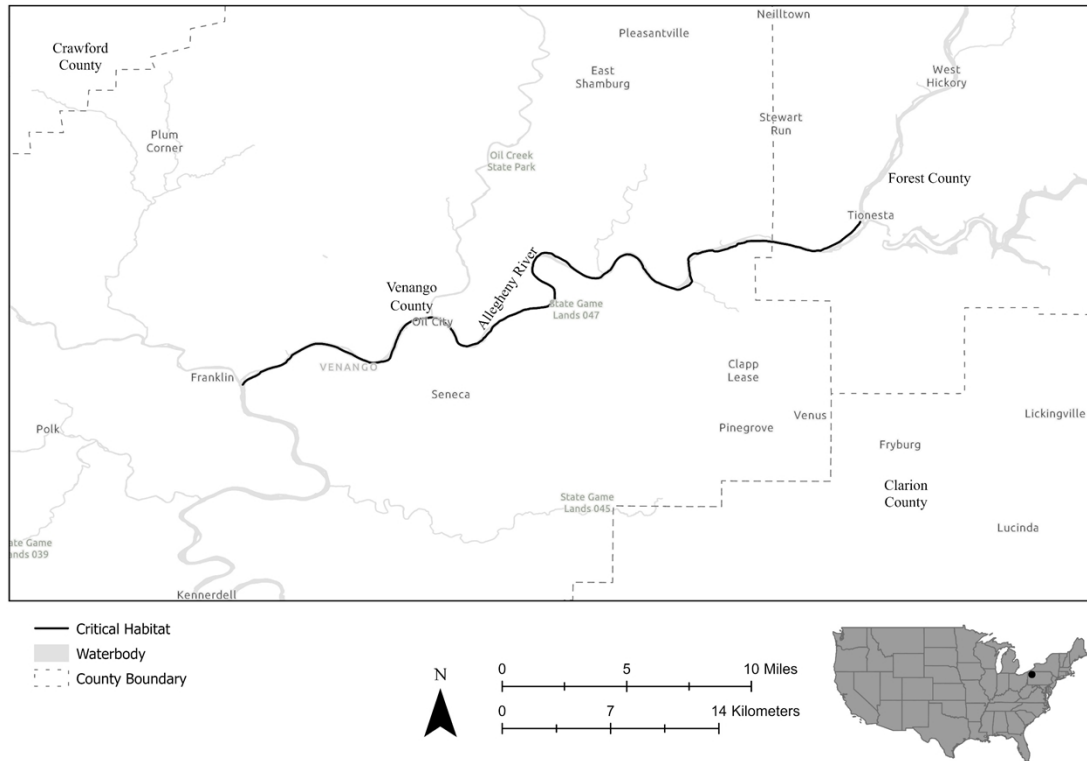 Neilltown
Pleasantville
Crawford
County
East
Shamburg
West
Hickory
Stewart
Run
Plum
Corner
Oil Creek
State Park
Forest County
Tionesta
Allegheny River
Venango
County
State Game
Lands 047
Oil City
VENANGO
Clapp
Lease
Franklin
Seneca
Venus
Lickingville
Polk
Pinegrove
Fryburg
Clarion
County
State Game
Lands 045
Lucinda
ate Game
ands 039
Kennerdell
Critical Habitat
Waterbody
County Boundary
N
0 5 10 Miles
0 7 14 Kilometers